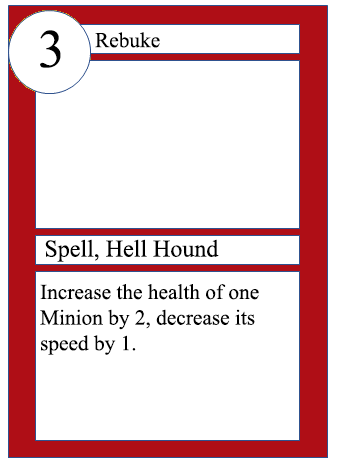 3
Rebuke
Spell, Hell Hound
Increase the health of one
Minion by 2, decrease its
speed by 1.